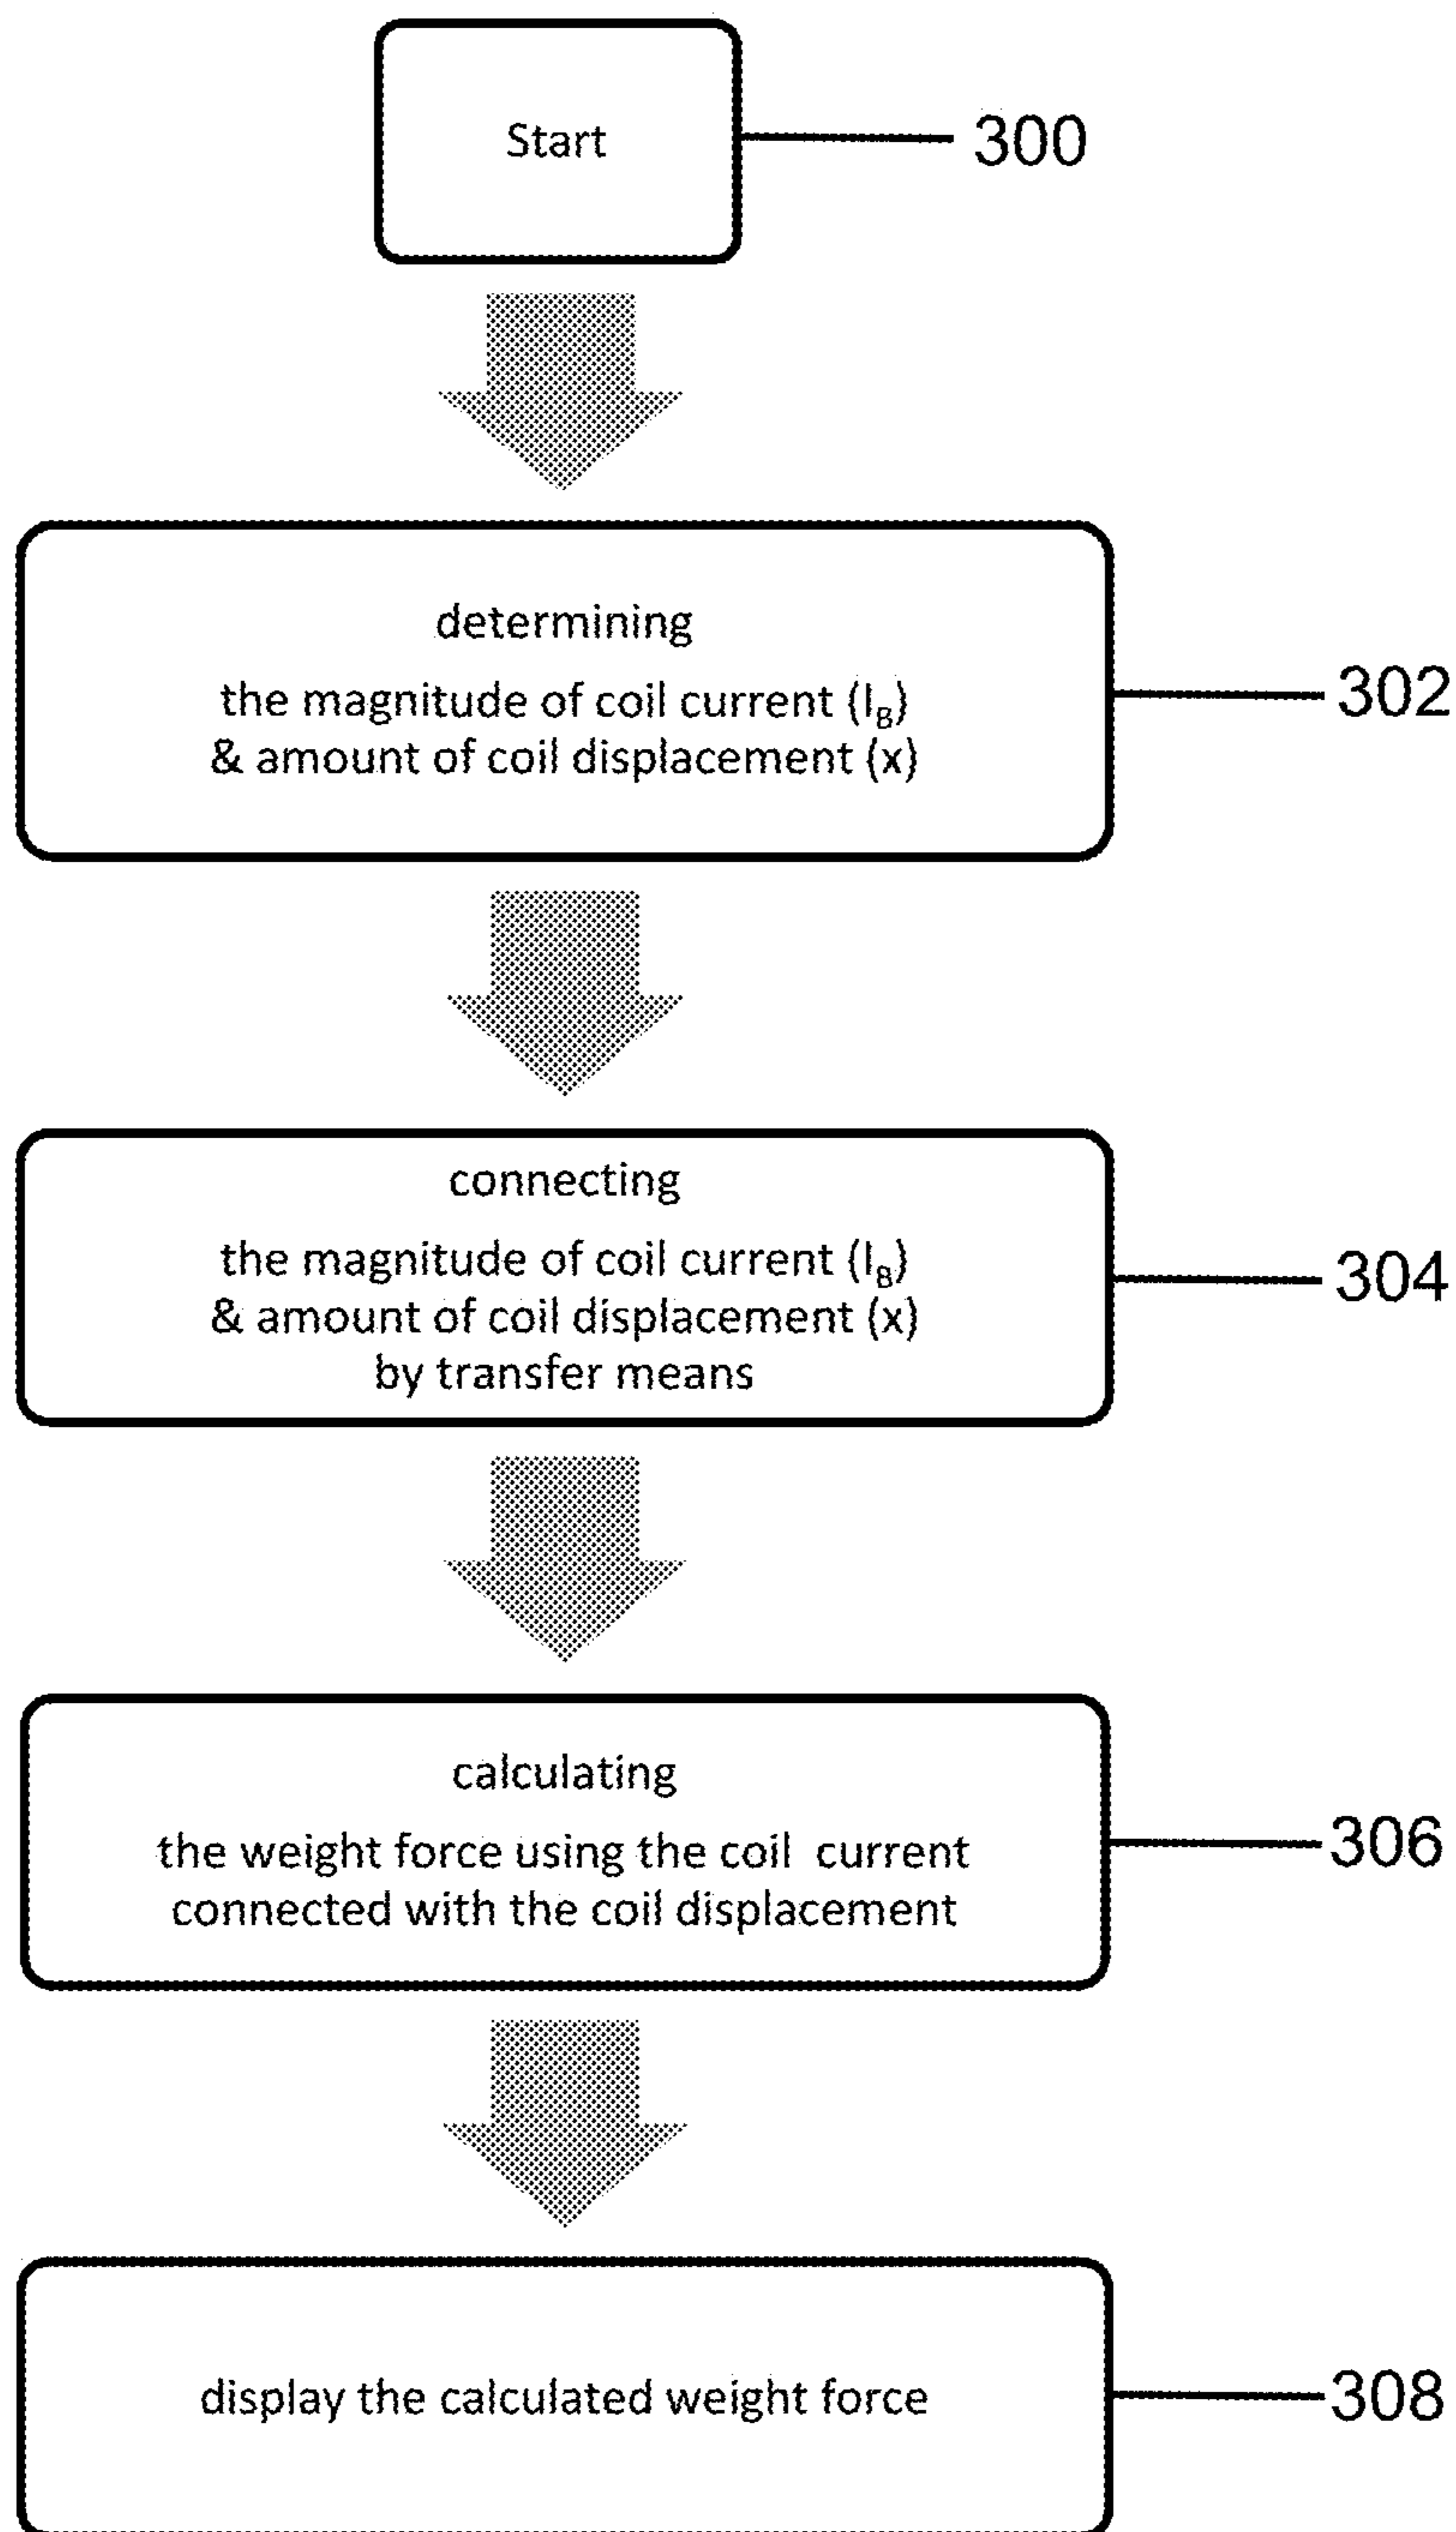 Start
300
determining
the magnitude of coil current (I_B)
& amount of coil displacement (x)
302
connecting
the magnitude of coil current (I_B)
& amount of coil displacement (x)
by transfer means
304
calculating
the weight force using the coil current
connected with the coil displacement
306
display the calculated weight force
308